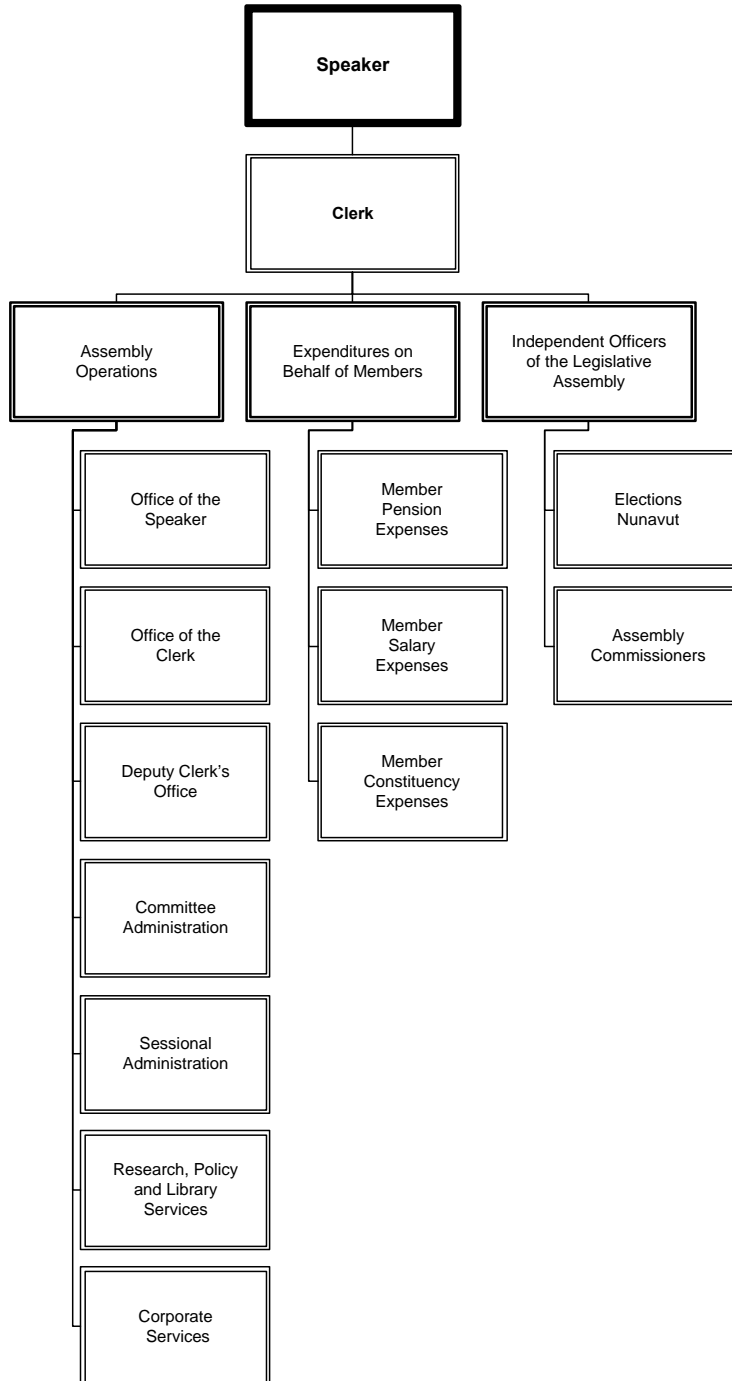 Speaker
Clerk
Assembly
Operations
Expenditures on
Behalf of Members
Independent Officers
of the Legislative
Assembly
Office of the
Speaker
Member
Pension
Expenses
Elections
Nunavut
Office of the
Clerk
Member
Salary
Expenses
Assembly
Commissioners
Deputy Clerk’s
Office
Member
Constituency
Expenses
Committee
Administration
Sessional
Administration
Research, Policy
and Library
Services
Corporate
Services